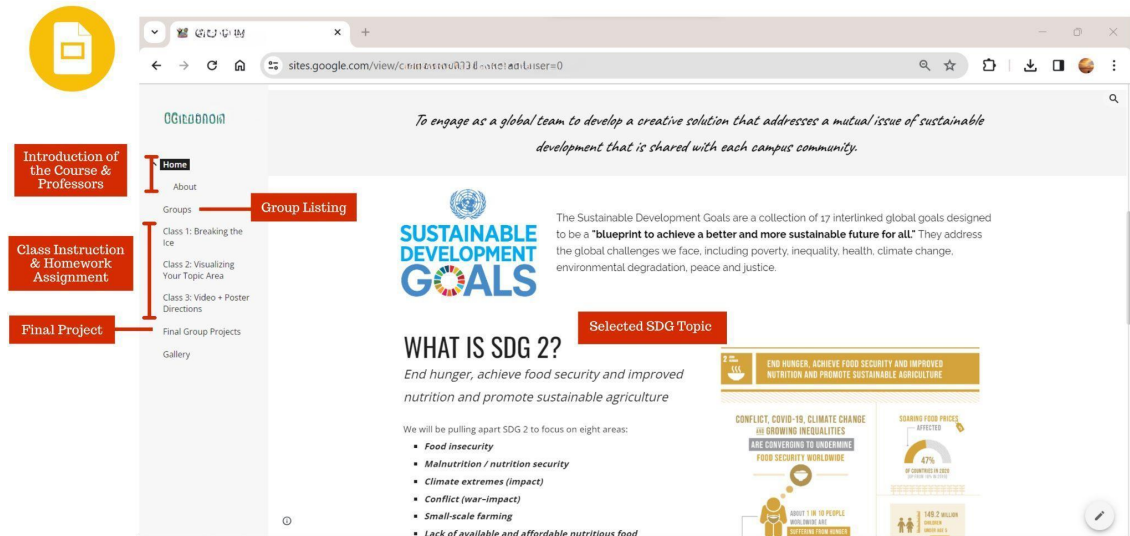 sites.google.com/view/
To engage as a global team to develop a creative solution that addresses a mutual issue of sustainable
development that is shared with each campus community.
Introduction of
the Course &
Professors
Home
About
Groups
Group Listing
Class 1: Breaking the
Ice
Class Instruction
& Homework
Assignment
Class 2: Visualizing
Your Topic Area
Class 3: Video + Poster
Directions
Final Project
Final Group Projects
Gallery
SUSTAINABLE
DEVELOPMENT
GOALS
The Sustainable Development Goals are a collection of 17 interlinked global goals designed
to be a "blueprint to achieve a better and more sustainable future for all." They address
the global challenges we face, including poverty, inequality, health, climate change,
environmental degradation, peace and justice.
Selected SDG Topic
WHAT IS SDG 2?
End hunger, achieve food security and improved
nutrition and promote sustainable agriculture
We will be pulling apart SDG 2 to focus on eight areas:
Food insecurity
Malnutrition / nutrition security
Climate extremes (impact)
Conflict (war-impact)
Small-scale farming
Lack of available and affordable nutritious food
END HUNGER, ACHIEVE FOOD SECURITY AND IMPROVED
NUTRITION AND PROMOTE SUSTAINABLE AGRICULTURE
CONFLICT, COVID-19, CLIMATE CHANGE
AND GROWING INEQUALITIES
ARE CONVERGING TO UNDERMINE
FOOD SECURITY WORLDWIDE
ABOUT 1 IN 10 PEOPLE
WORLDWIDE ARE
SUFFERING FROM HUNGER
SOARING FOOD PRICES
AFFECTED
47%
OF COUNTRIES IN 2020
149.2 MILLION
CHILDREN